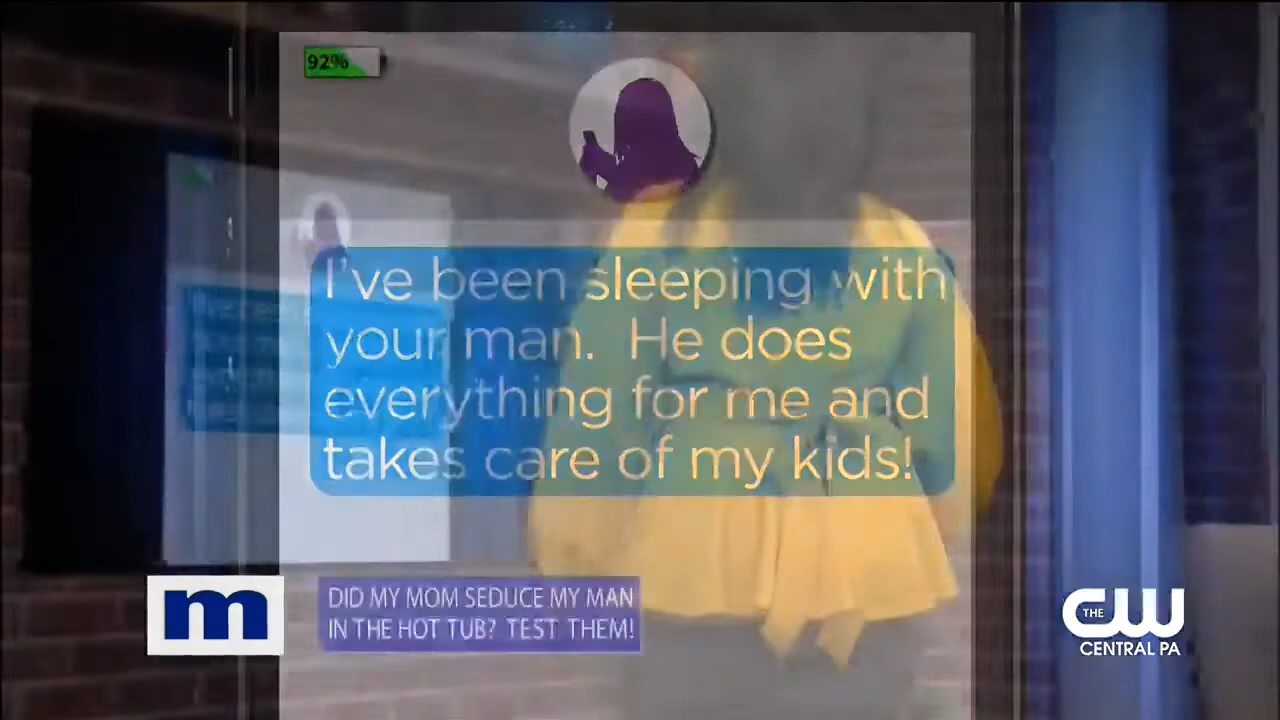 92%
I've been sleeping with
your man. He does
everything for me and
takes care of my kids!
m
DID MY MOM SEDUCE MY MAN
IN THE HOT TUB? TEST THEM!
THE CW
CENTRAL PA